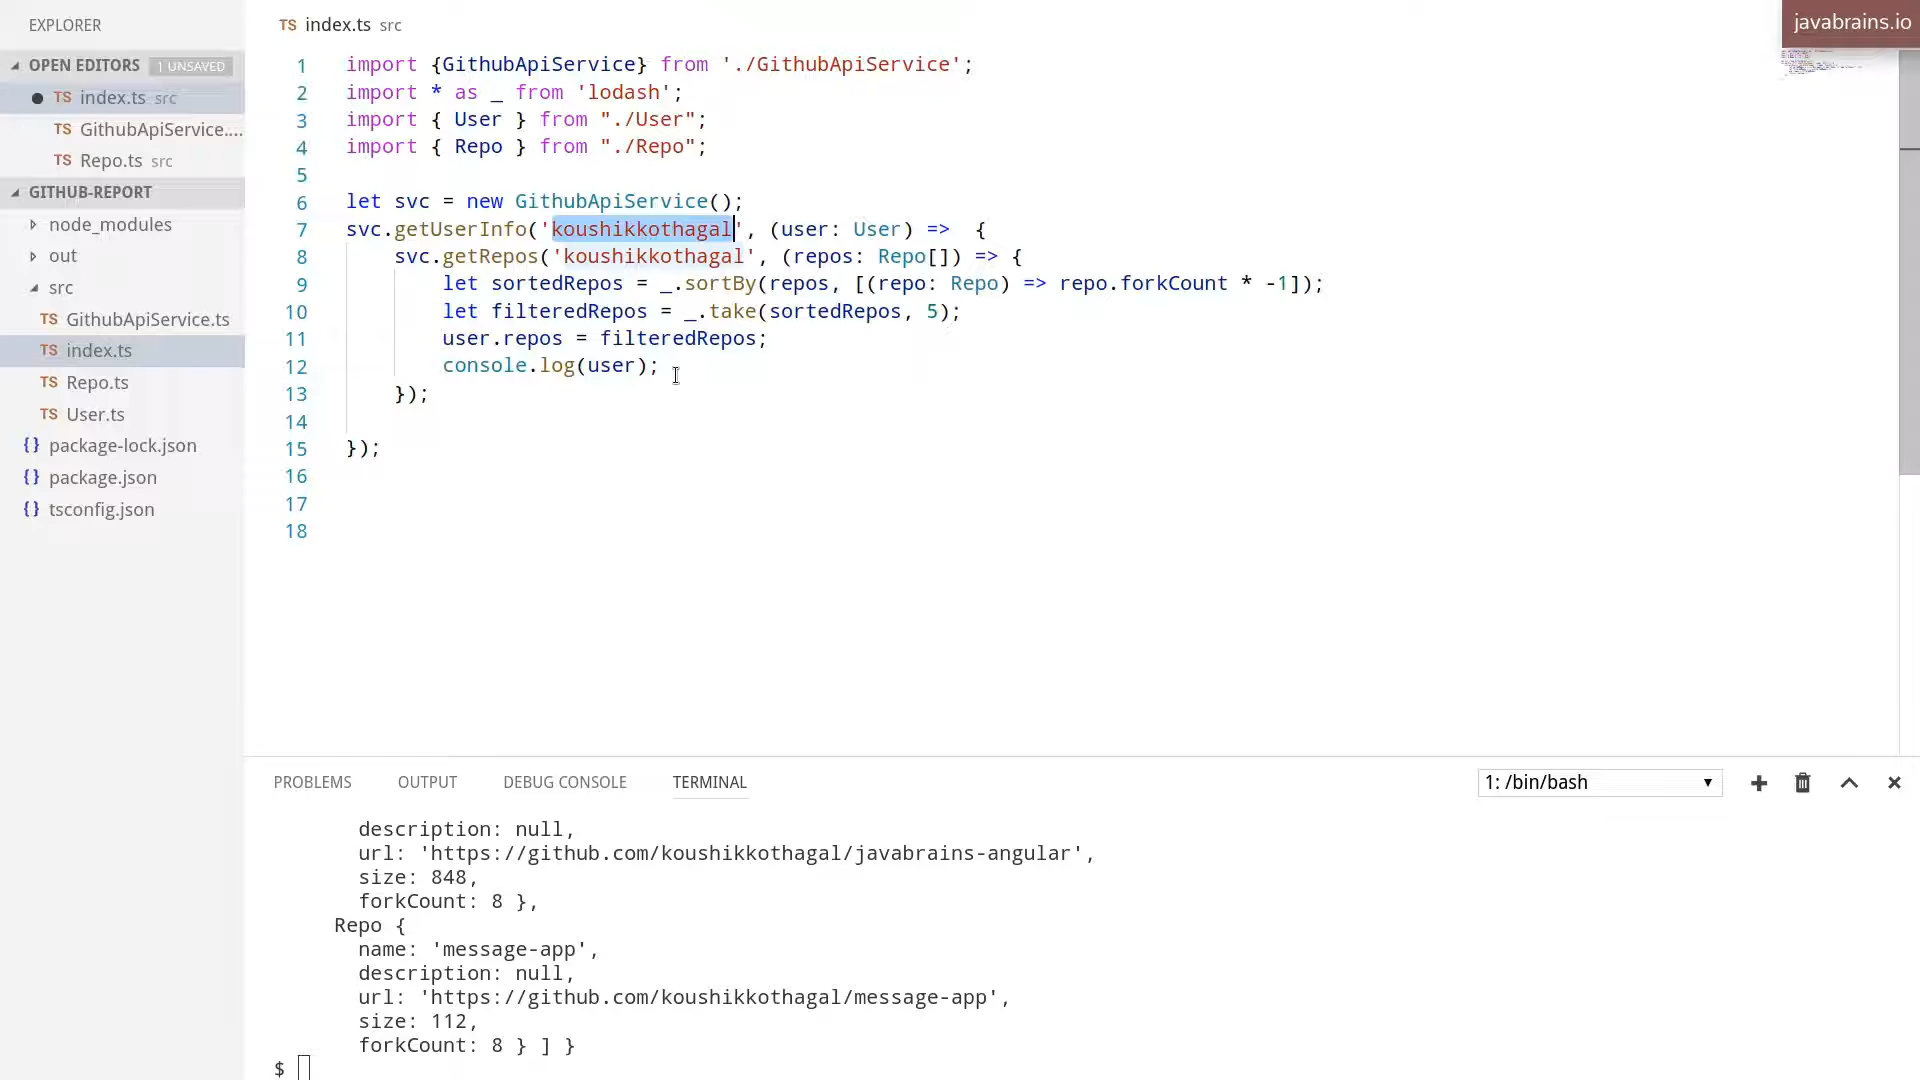 EXPLORER
OPEN EDITORS 1 UNSAVED
TS index.ts src
TS GithubApiService....
TS Repo.ts src
GITHUB-REPORT
node_modules
out
src
TS GithubApiService.ts
TS index.ts
TS Repo.ts
TS User.ts
{} package-lock.json
{} package.json
{} tsconfig.json
TS index.ts src
javabrains.io
1 import {GithubApiService} from './GithubApiService';
2 import * as _ from 'lodash';
3 import { User } from "./User";
4 import { Repo } from "./Repo";
5
6 let svc = new GithubApiService();
7 svc.getUserInfo('koushikkothagal', (user: User) =>  {
8     svc.getRepos('koushikkothagal', (repos: Repo[]) => {
9         let sortedRepos = _.sortBy(repos, [(repo: Repo) => repo.forkCount * -1]);
10         let filteredRepos = _.take(sortedRepos, 5);
11         user.repos = filteredRepos;
12         console.log(user);
13     });
14
15 });
16
17
18
PROBLEMS OUTPUT DEBUG CONSOLE TERMINAL 1: /bin/bash
description: null,
url: 'https://github.com/koushikkothagal/javabrains-angular',
size: 848,
forkCount: 8 },
Repo {
name: 'message-app',
description: null,
url: 'https://github.com/koushikkothagal/message-app',
size: 112,
forkCount: 8 } ] }
$